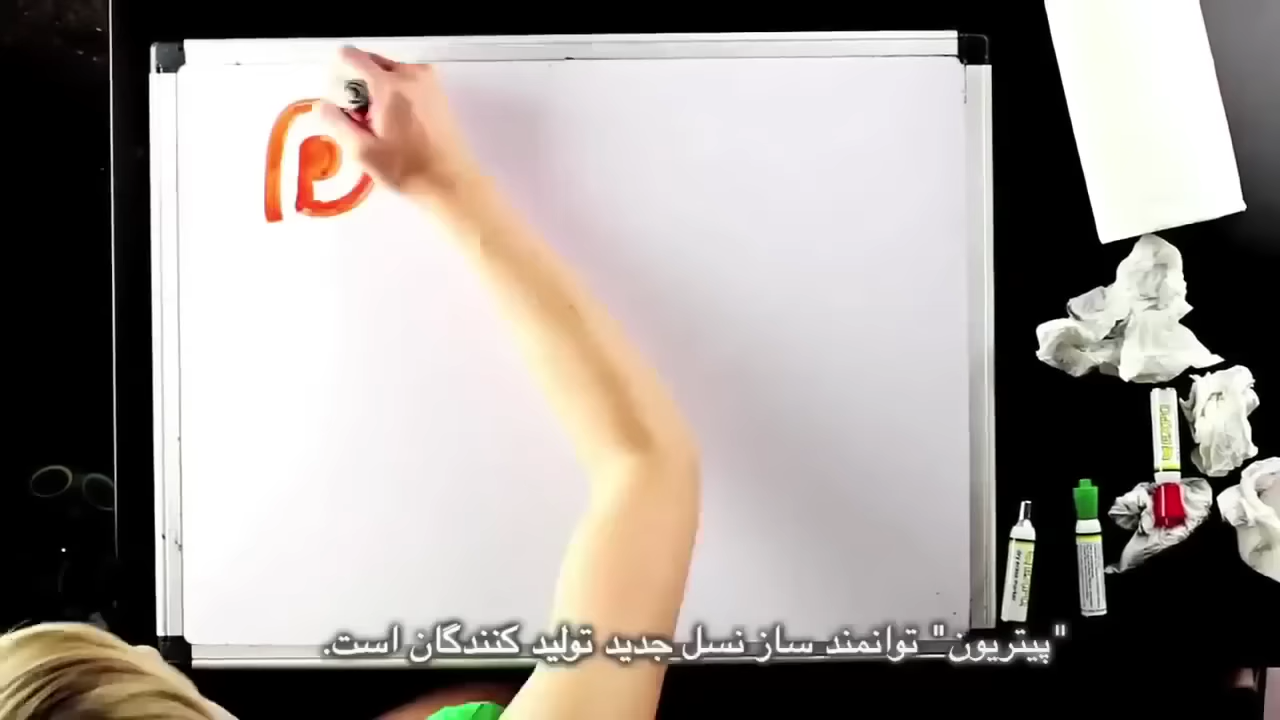 "پیتریون" توانمند ساز نسل جدید تولید کنندگان است.